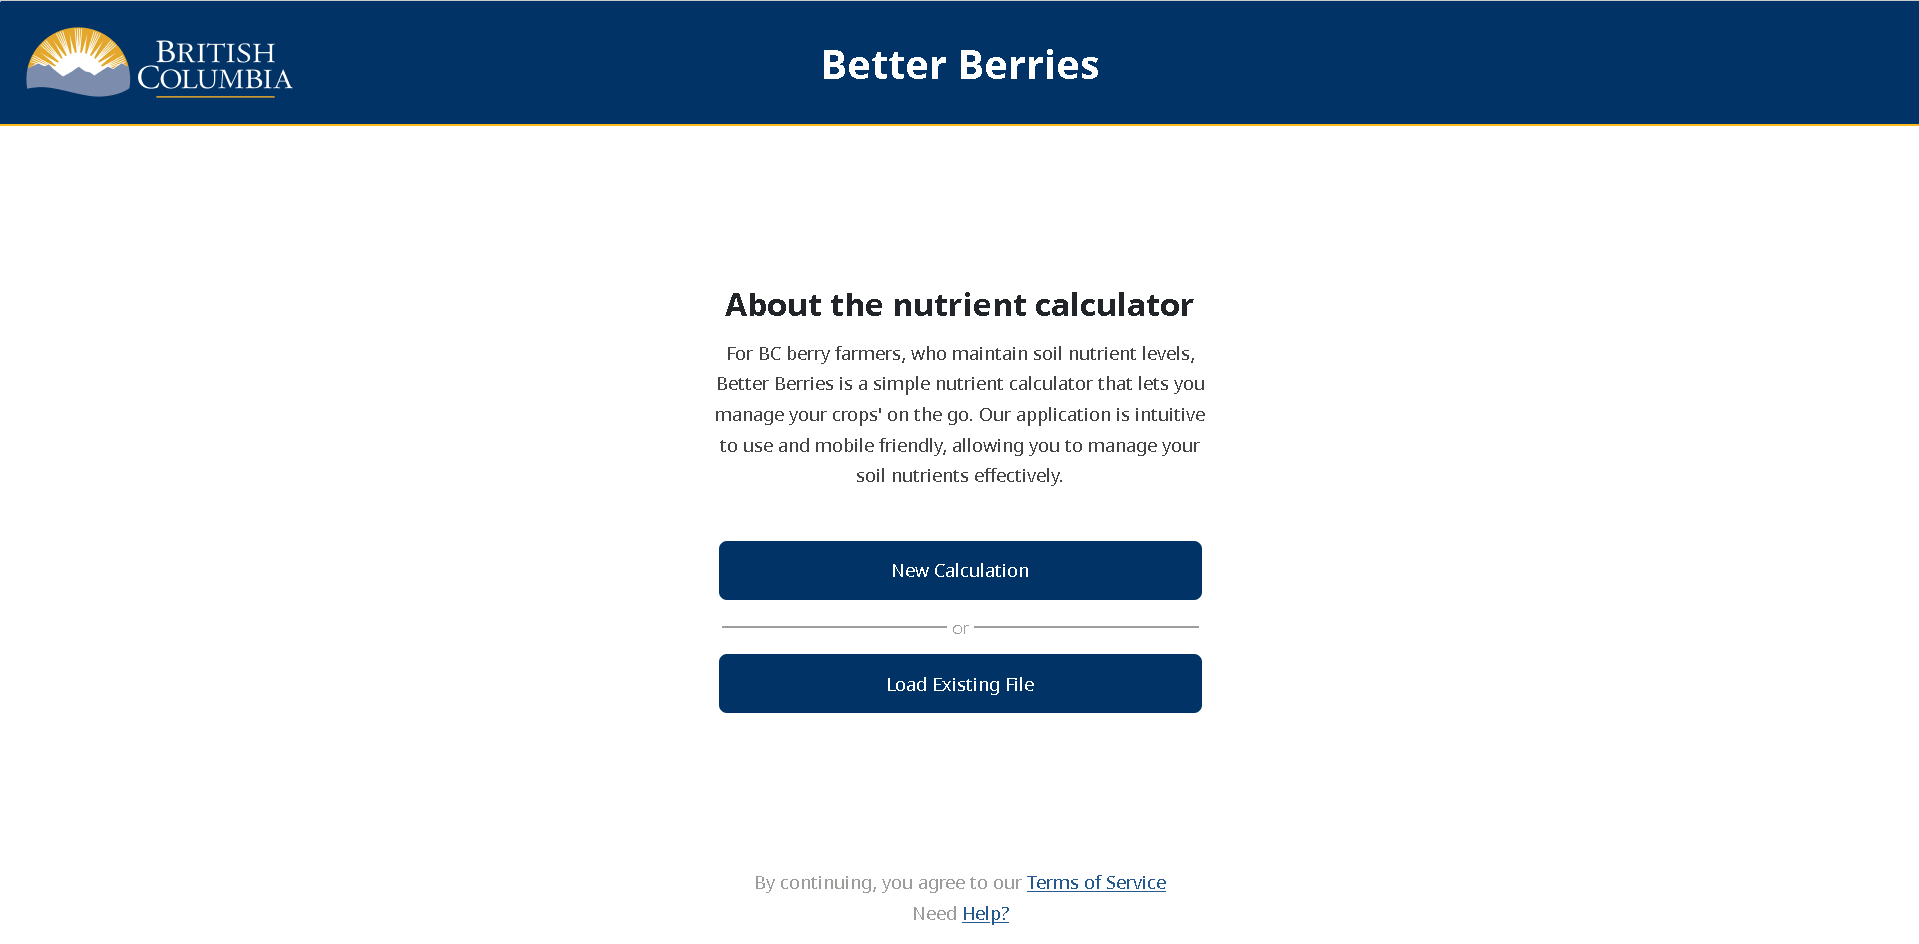 BRITISH
COLUMBIA
Better Berries
About the nutrient calculator
For BC berry farmers, who maintain soil nutrient levels,
Better Berries is a simple nutrient calculator that lets you
manage your crops' on the go. Our application is intuitive
to use and mobile friendly, allowing you to manage your
soil nutrients effectively.
New Calculation
or
Load Existing File
By continuing, you agree to our Terms of Service
Need Help?